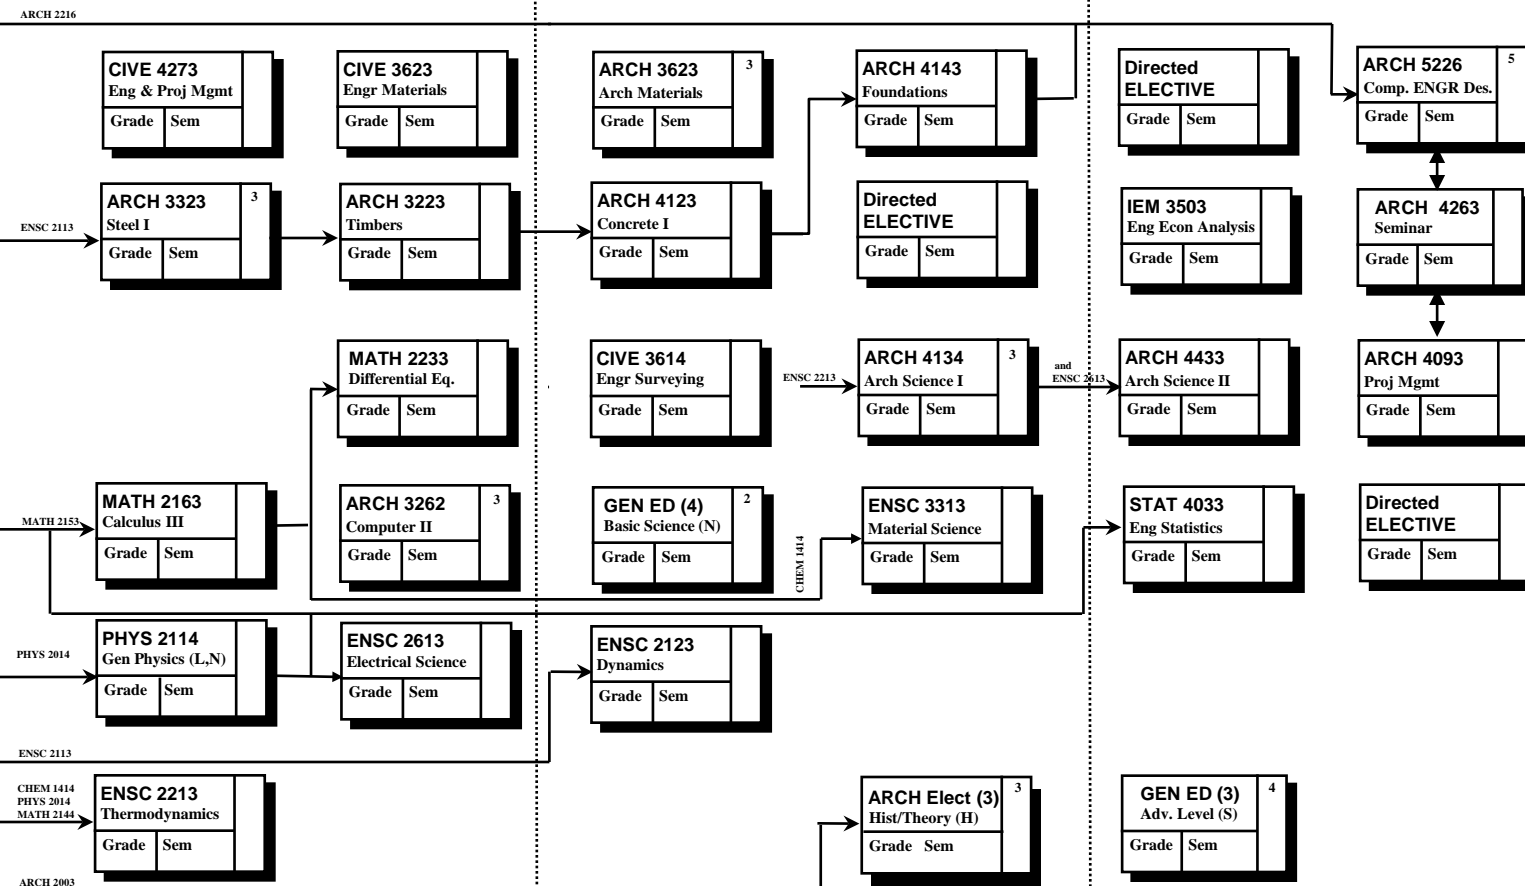 ARCH 2216
CIVE 4273
Eng & Proj Mgmt
Grade Sem
CIVE 3623
Engr Materials
Grade Sem
ARCH 3623
Arch Materials
3
Grade Sem
ARCH 4143
Foundations
Grade Sem
Directed
ELECTIVE
Grade Sem
ARCH 5226
Comp. ENGR Des.
5
Grade Sem
ENSC 2113
ARCH 3323
Steel I
3
Grade Sem
ARCH 3223
Timbers
Grade Sem
ARCH 4123
Concrete I
Grade Sem
Directed
ELECTIVE
Grade Sem
IEM 3503
Eng Econ Analysis
Grade Sem
ARCH 4263
Seminar
Grade Sem
MATH 2233
Differential Eq.
Grade Sem
CIVE 3614
Engr Surveying
Grade Sem
ENSC 2213
ARCH 4134
Arch Science I
3
Grade Sem
and
ENSC 2613
ARCH 4433
Arch Science II
Grade Sem
ARCH 4093
Proj Mgmt
Grade Sem
MATH 2153
MATH 2163
Calculus III
Grade Sem
ARCH 3262
Computer II
3
Grade Sem
GEN ED (4)
Basic Science (N)
2
CHEM 1414
Grade Sem
ENSC 3313
Material Science
Grade Sem
STAT 4033
Eng Statistics
Grade Sem
Directed
ELECTIVE
Grade Sem
PHYS 2014
PHYS 2114
Gen Physics (L,N)
Grade Sem
ENSC 2613
Electrical Science
Grade Sem
ENSC 2123
Dynamics
Grade Sem
ENSC 2113
CHEM 1414
PHYS 2014
MATH 2144
ENSC 2213
Thermodynamics
Grade Sem
ARCH Elect (3)
Hist/Theory (H)
3
Grade Sem
GEN ED (3)
Adv. Level (S)
4
Grade Sem
ARCH 2003